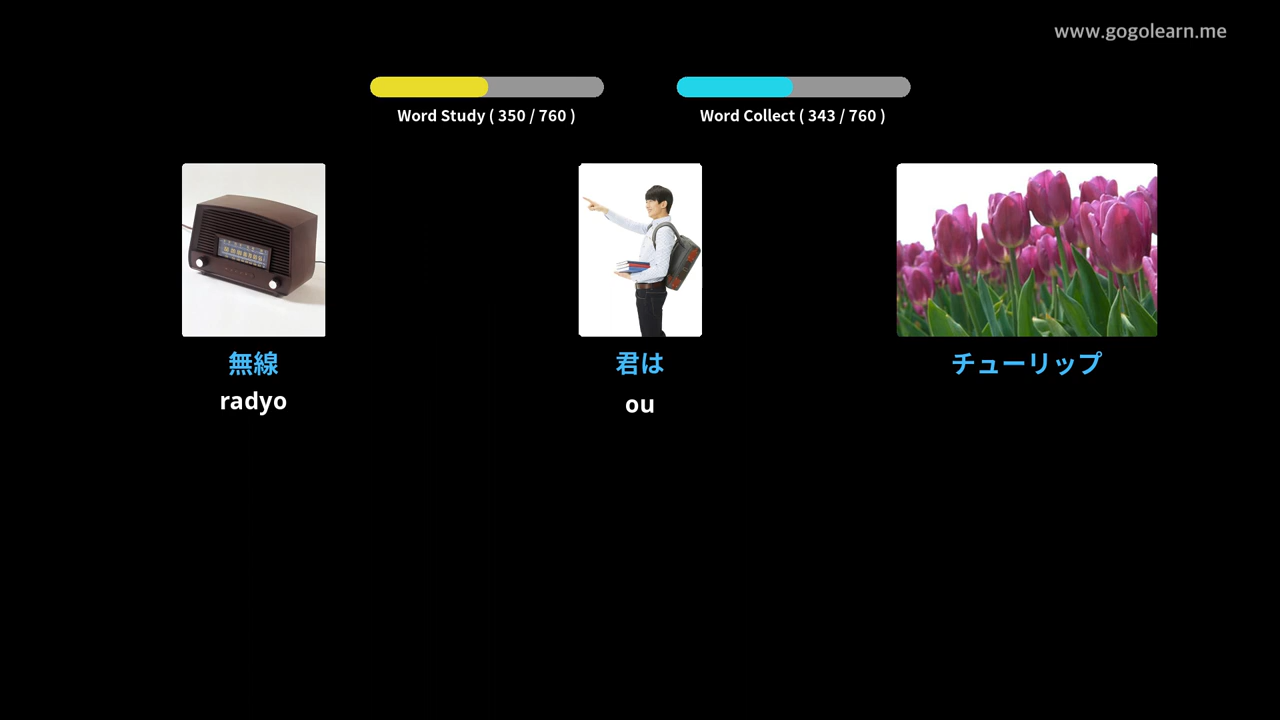 www.gogolearn.me
Word Study ( 350 / 760 )
Word Collect ( 343 / 760 )
無線
radyo
君は
ou
チューリップ